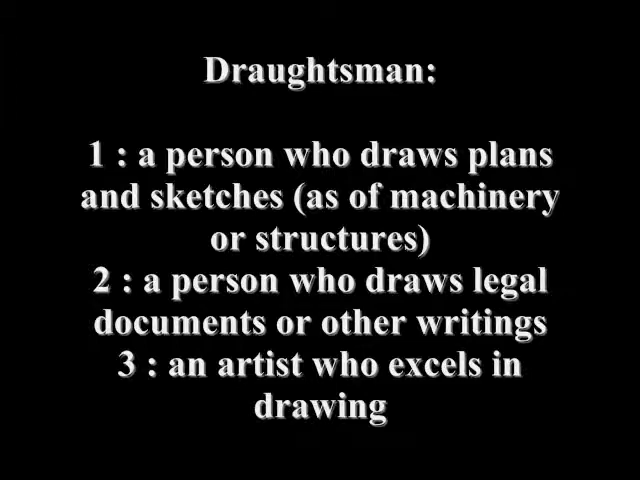 Draughtsman:
1 : a person who draws plans
and sketches (as of machinery
or structures)
2 : a person who draws legal
documents or other writings
3 : an artist who excels in
drawing